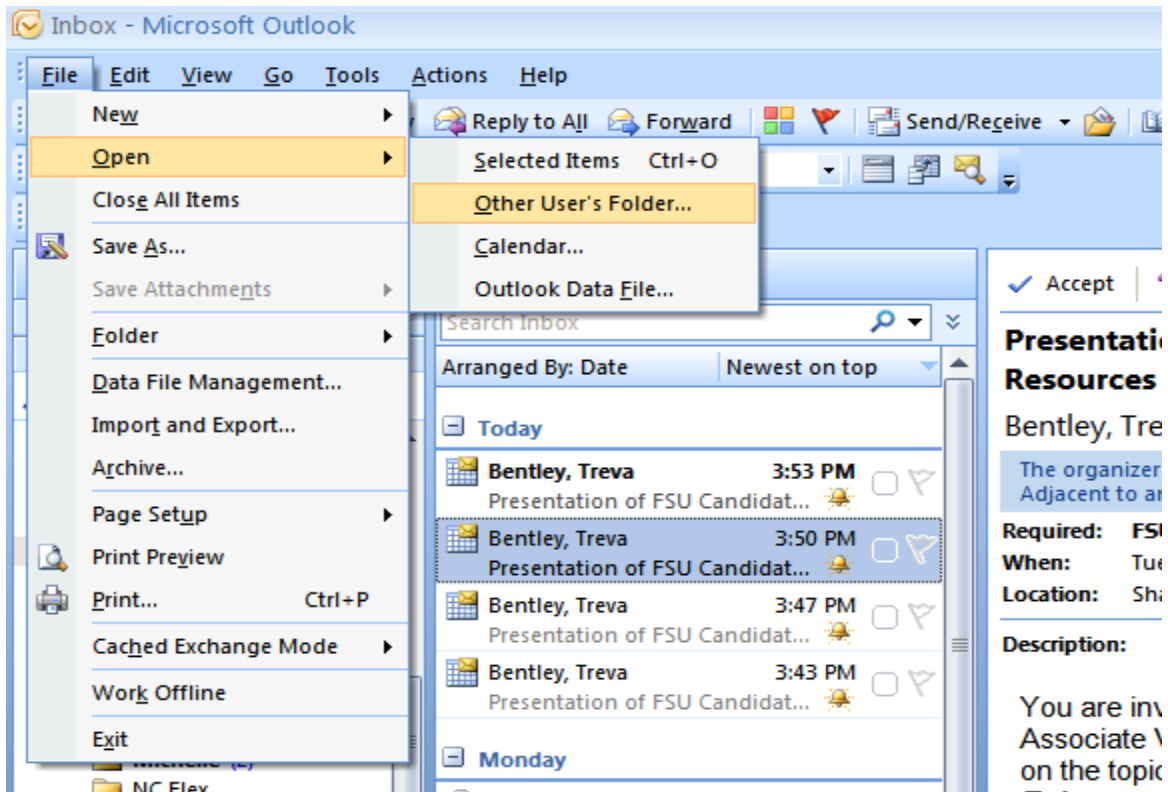 Inbox - Microsoft Outlook
File Edit View Go Tools Actions Help
Reply to All Forward Send/Receive
New
Open
Close All Items
Save As...
Save Attachments
Folder
Data File Management...
Import and Export...
Archive...
Page Setup
Print Preview
Print... Ctrl+P
Cached Exchange Mode
Work Offline
Exit
Selected Items Ctrl+O
Other User's Folder...
Calendar...
Outlook Data File...
Search Inbox
Arranged By: Date Newest on top
Today
Bentley, Treva 3:53 PM
Presentation of FSU Candidat...
Bentley, Treva 3:50 PM
Presentation of FSU Candidat...
Bentley, Treva 3:47 PM
Presentation of FSU Candidat...
Bentley, Treva 3:43 PM
Presentation of FSU Candidat...
Monday
NC Flex
Accept
Presentati
Resources
Bentley, Tre
The organizer
Adjacent to a
Required: FSU
When: Tue
Location: Sha
Description:
You are inv
Associate V
on the topic